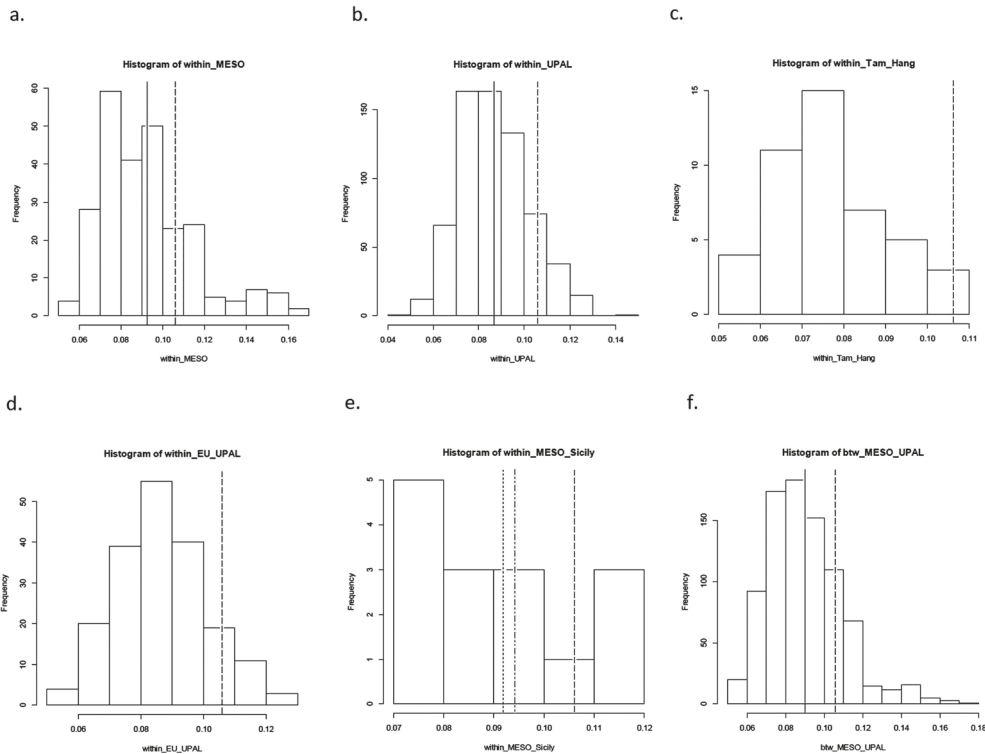 a.
Histogram of within_MESO
Frequency
0 10 20 30 40 50 60
0.06 0.08 0.10 0.12 0.14 0.16
within_MESO
b.
Histogram of within_UPAL
Frequency
0 50 100 150
0.04 0.06 0.08 0.10 0.12 0.14
within_UPAL
c.
Histogram of within_Tam_Hang
Frequency
0 5 10 15
0.05 0.06 0.07 0.08 0.09 0.10 0.11
within_Tam_Hang
d.
Histogram of within_EU_UPAL
Frequency
0 10 20 30 40 50
0.06 0.08 0.10 0.12
within_EU_UPAL
e.
Histogram of within_MESO_Sicily
Frequency
0 1 2 3 4 5
0.07 0.08 0.09 0.10 0.11 0.12
within_MESO_Sicily
f.
Histogram of btw_MESO_UPAL
Frequency
0 50 100 150
0.06 0.08 0.10 0.12 0.14 0.16 0.18
btw_MESO_UPAL